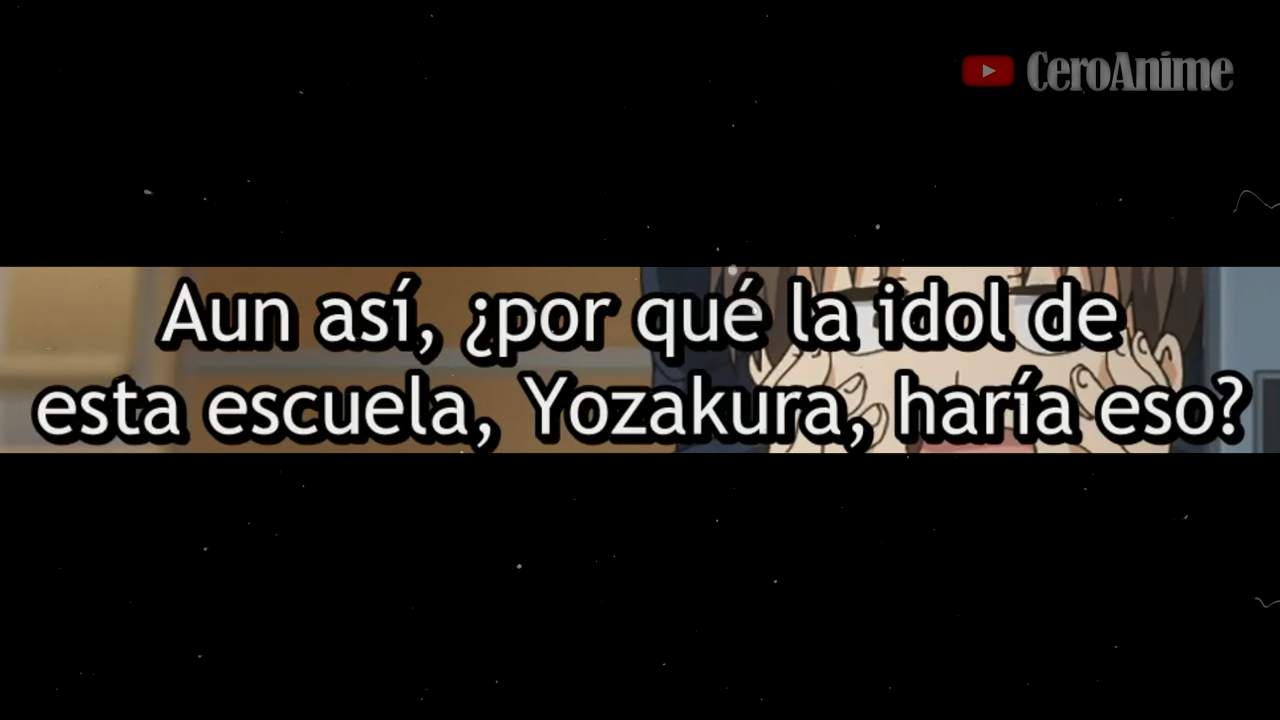 CeroAnime
Aun así, ¿por qué la idol de
esta escuela, Yozakura, haría eso?